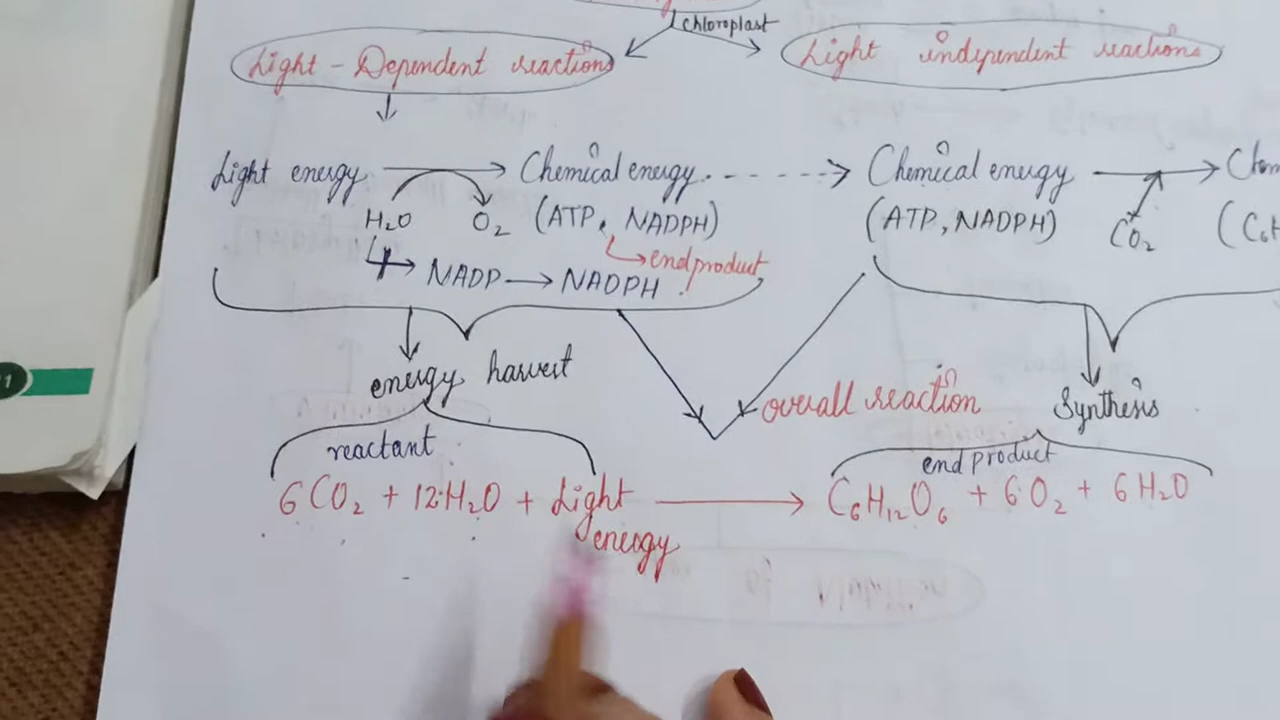 chloroplast
Light - Dependent reactions
Light independent reactions
Light energy → Chemical energy - - - → Chemical energy → Chem
H₂O O₂ (ATP, NADPH) (ATP, NADPH) CO₂ (C₆H
end product
NADP → NADPH
energy harvest
overall reaction
Synthesis
reactant
end product
6CO₂ + 12H₂O + Light energy → C₆H₁₂O₆ + 6O₂ + 6H₂O